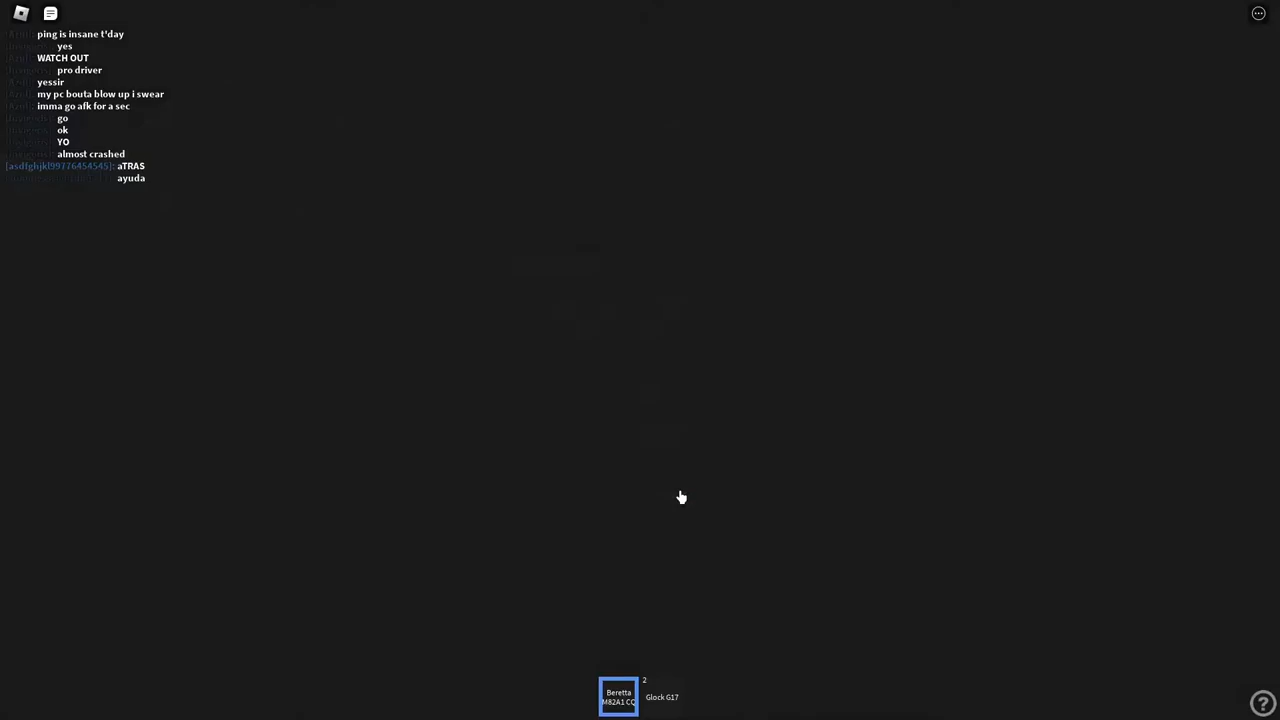 ping is insane t'day
yes
WATCH OUT
pro driver
yessir
my pc bouta blow up i swear
imma go afk for a sec
go
ok
YO
almost crashed
[asdfghjkl99776454545]: aTRAS
ayuda
2
Beretta
M82A1 CQ
Glock G17